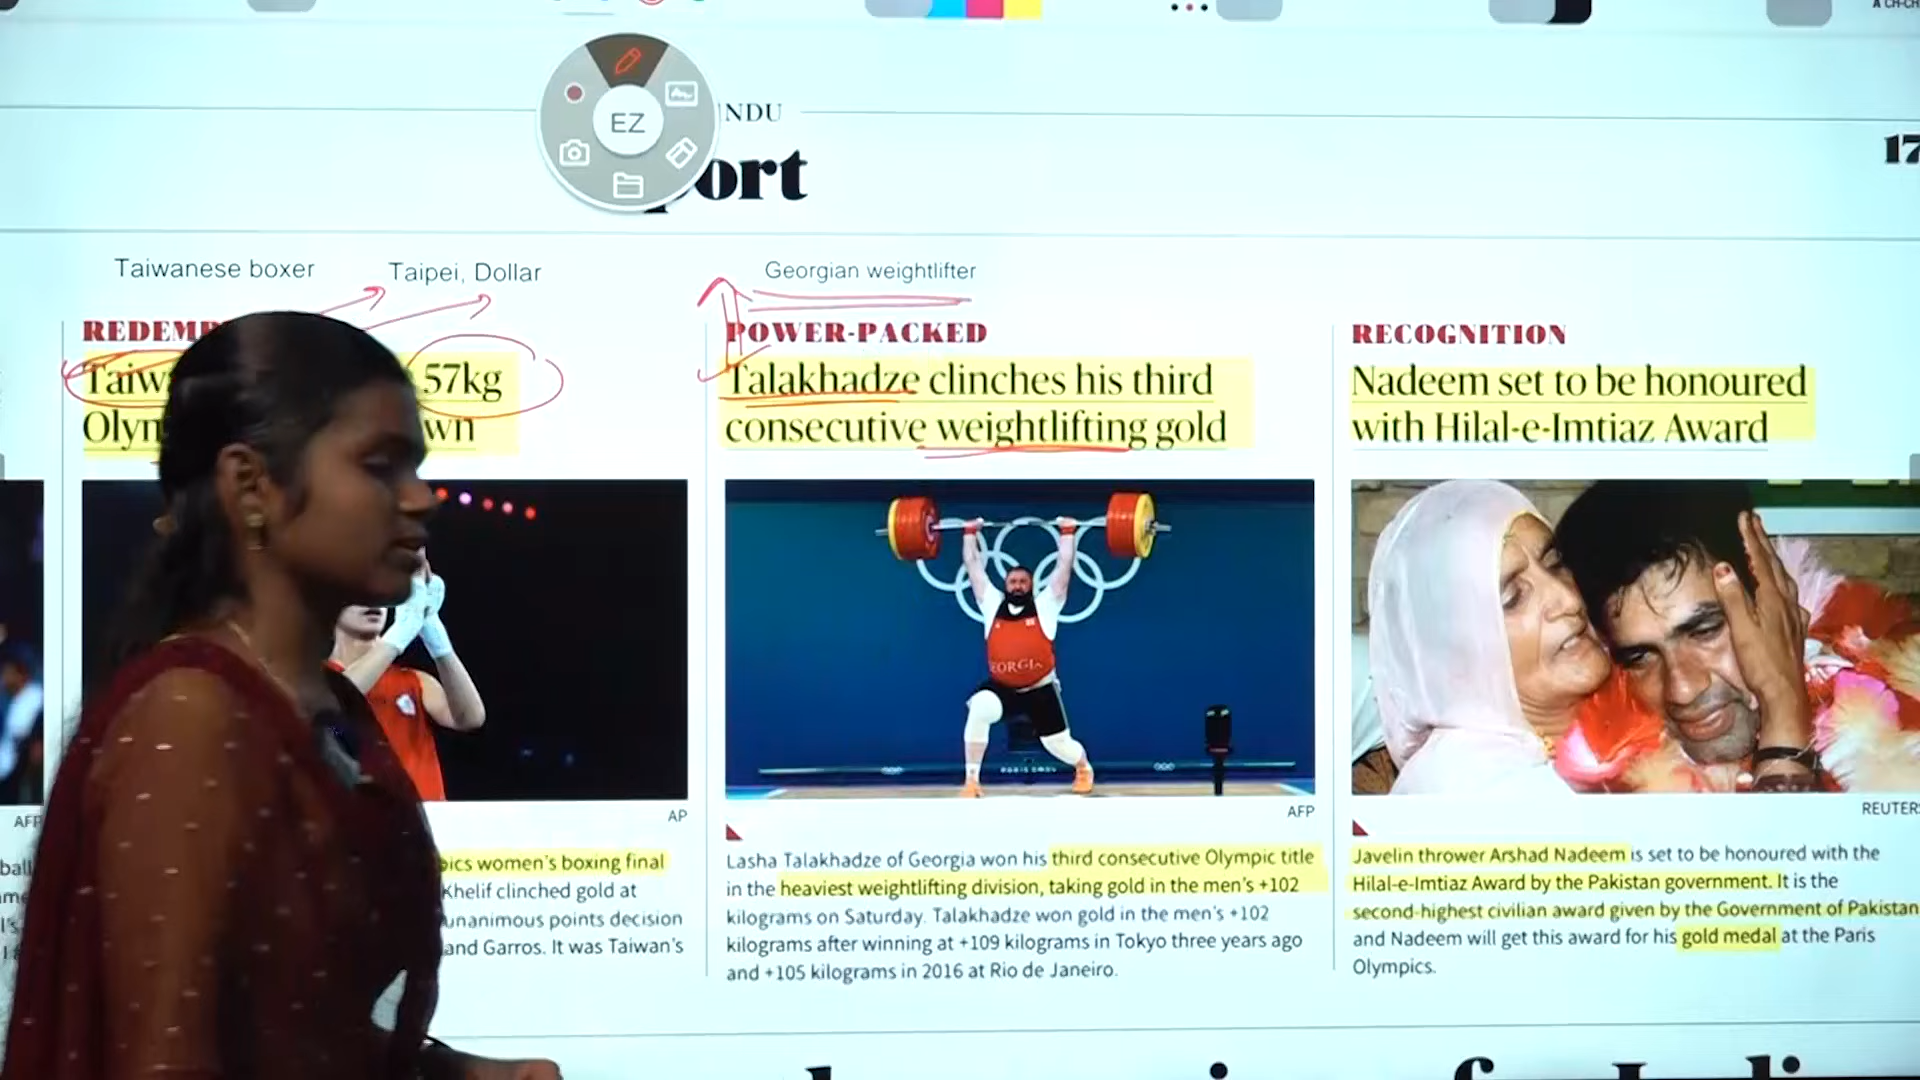 A CH-CH
EZ
NDU
ort
17
Taiwanese boxer
Taipei, Dollar
Georgian weightlifter
REDEMP
57kg
POWER-PACKED
Talakhadze clinches his third
consecutive weightlifting gold
RECOGNITION
Nadeem set to be honoured
with Hilal-e-Imtiaz Award
GEORGIA
PARIS 2024
AFP
AP
AFP
REUTERS
ball
women's boxing final
Khelif clinched gold at
unanimous points decision
and Garros. It was Taiwan's
Lasha Talakhadze of Georgia won his third consecutive Olympic title
in the heaviest weightlifting division, taking gold in the men's +102
kilograms on Saturday. Talakhadze won gold in the men's +102
kilograms after winning at +109 kilograms in Tokyo three years ago
and +105 kilograms in 2016 at Rio de Janeiro.
Javelin thrower Arshad Nadeem is set to be honoured with the
Hilal-e-Imtiaz Award by the Pakistan government. It is the
second-highest civilian award given by the Government of Pakistan
and Nadeem will get this award for his gold medal at the Paris
Olympics.